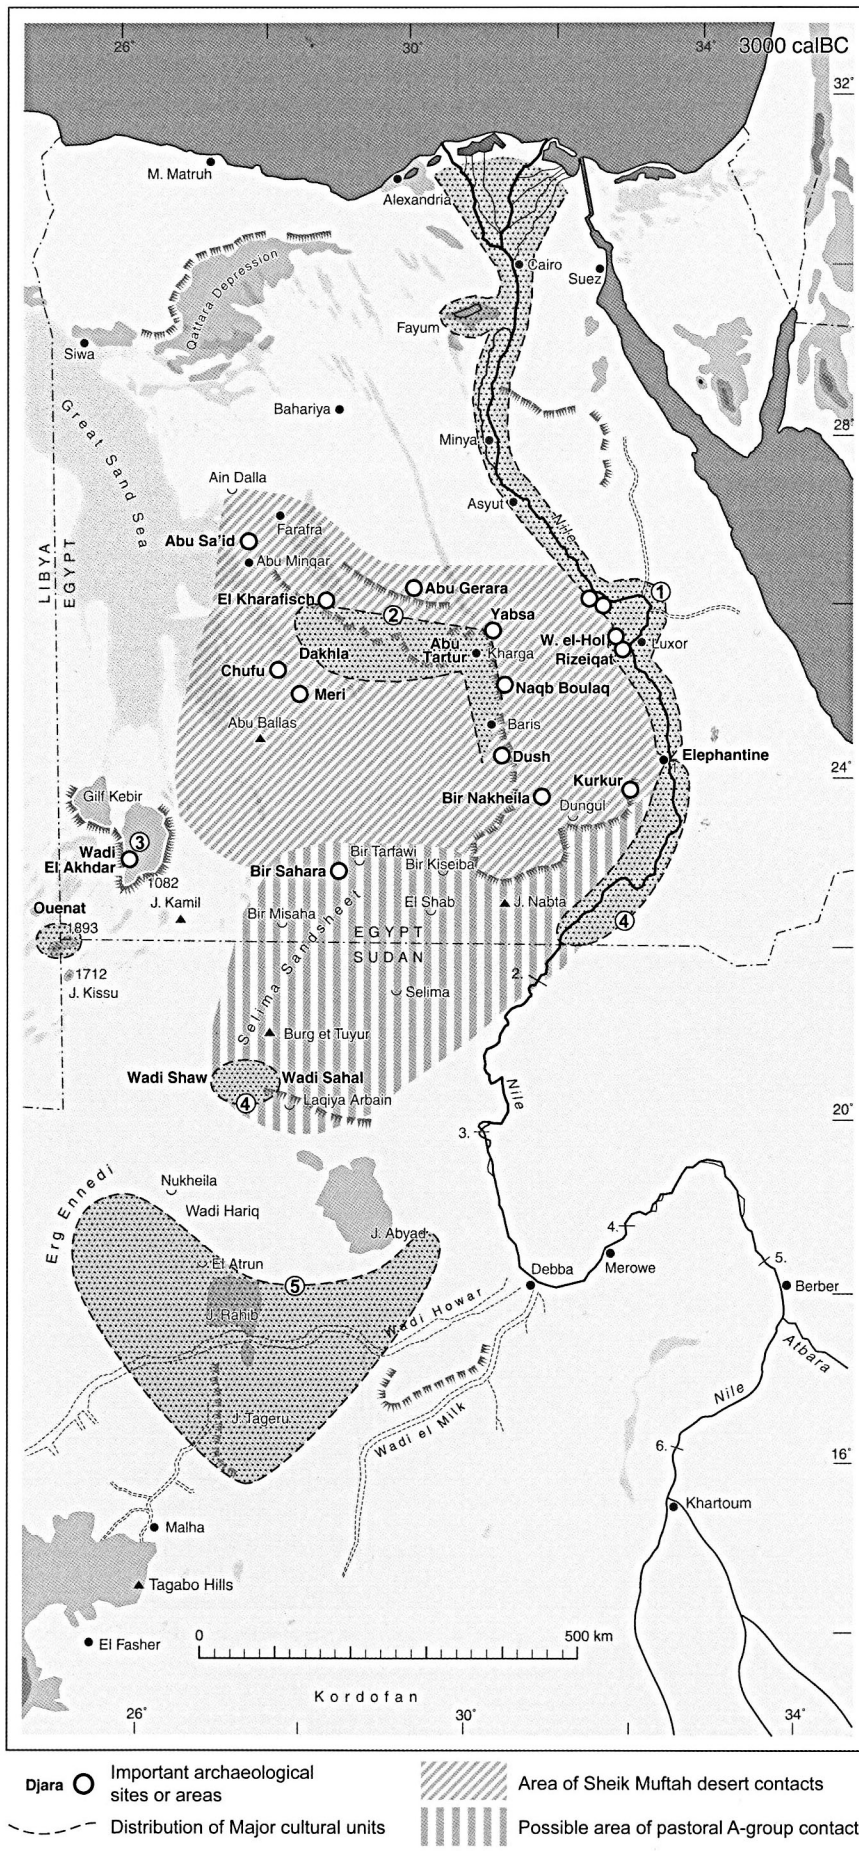 26°
30°
34°
3000 calBC
32°
M. Matruh
Alexandria
Cairo
Suez
Qattara Depression
Fayum
Siwa
Bahariya
Minya
28°
Great Sand Sea
Ain Dalla
Asyut
Nile
Farafra
Abu Sa'id
Abu Minqar
LIBYA
EGYPT
El Kharafisch
Abu Gerara
1
2
Yabsa
W. el-Hol
Luxor
Dakhla
Abu
Tartur
Kharga
Rizeiqat
Chufu
Meri
Naqb Boulaq
Abu Ballas
Baris
Dush
Elephantine
1.
24°
Kurkur
Gilf Kebir
Bir Nakheila
Dungul
3
Wadi
El Akhdar
Bir Tarfawi
Bir Kiseiba
Bir Sahara
1082
J. Kamil
Ouenat
1893
Bir Misaha
El Shab
J. Nabta
4
EGYPT
SUDAN
Selima Sandsheet
1712
J. Kissu
2.
Selima
Burg et Tuyur
Wadi Shaw
Wadi Sahal
4
Laqiya Arbain
Nile
20°
3.
Erg Ennedi
Nukheila
Wadi Hariq
J. Abyad
4.
El Atrun
5
Debba
Merowe
5.
Berber
J. Rahib
Wadi Howar
Atbara
J. Tageru
Wadi el Milk
Nile
6.
16°
Khartoum
Malha
Tagabo Hills
El Fasher
0
500 km
Kordofan
26°
30°
34°
Djara
Important archaeological
sites or areas
Area of Sheik Muftah desert contacts
Distribution of Major cultural units
Possible area of pastoral A-group contact